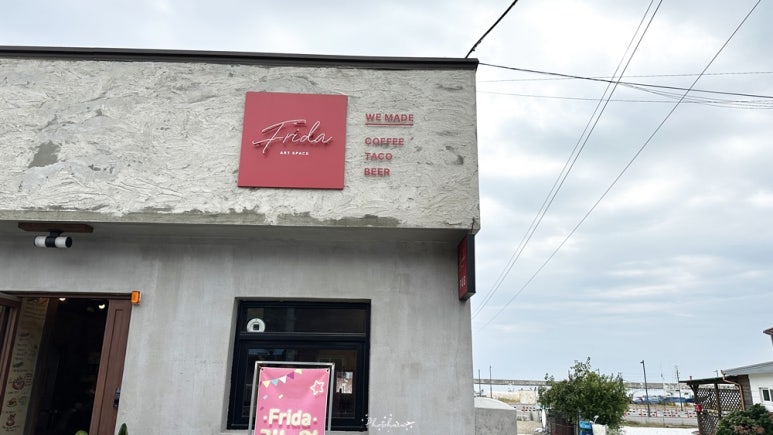 Frida
ART SPACE
WE MADE
COFFEE
TACO
BEER
Frida